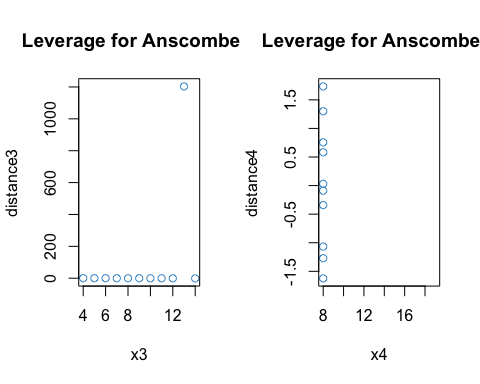 Leverage for Anscombe
distance3
0
200
600
1000
4
6
8
12
x3
Leverage for Anscombe
distance4
-1.5
-0.5
0.5
1.5
8
12
16
x4